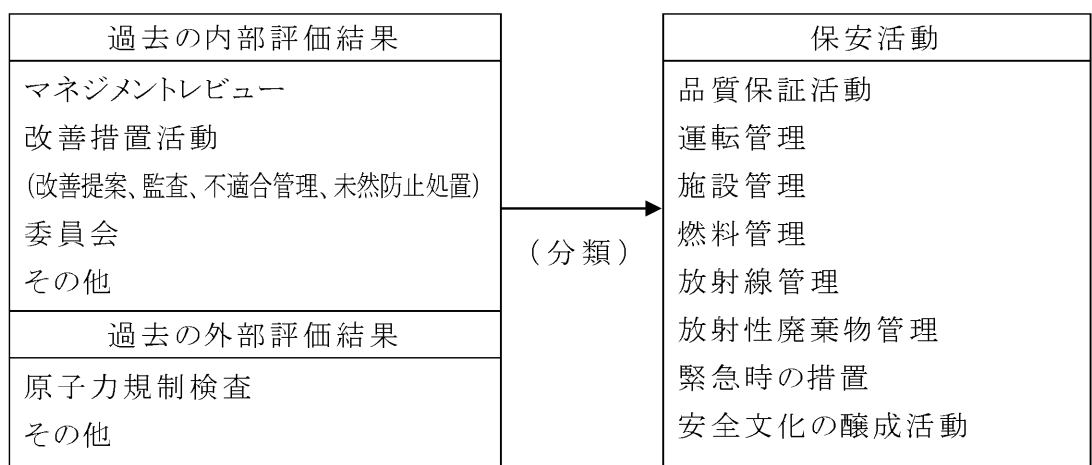 過去の内部評価結果
マネジメントレビュー
改善措置活動
(改善提案、監査、不適合管理、未然防止処置)
委員会
その他
過去の外部評価結果
原子力規制検査
その他
(分類)
保安活動
品質保証活動
運転管理
施設管理
燃料管理
放射線管理
放射性廃棄物管理
緊急時の措置
安全文化の醸成活動